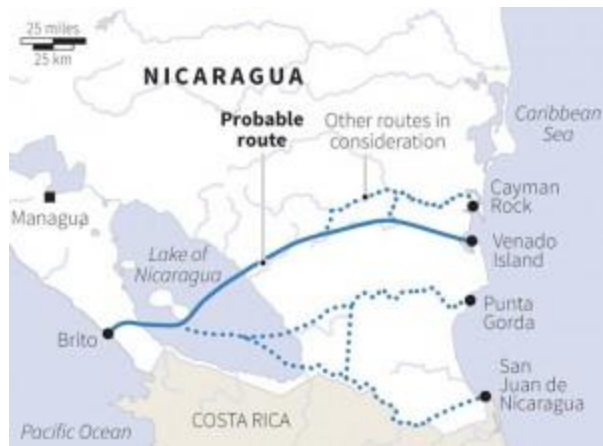 25 miles
25 km
NICARAGUA
Probable
route
Other routes in
consideration
Caribbean
Sea
Managua
Cayman
Rock
Lake of
Nicaragua
Venado
Island
Punta
Gorda
Brito
San
Juan de
Nicaragua
COSTA RICA
Pacific Ocean